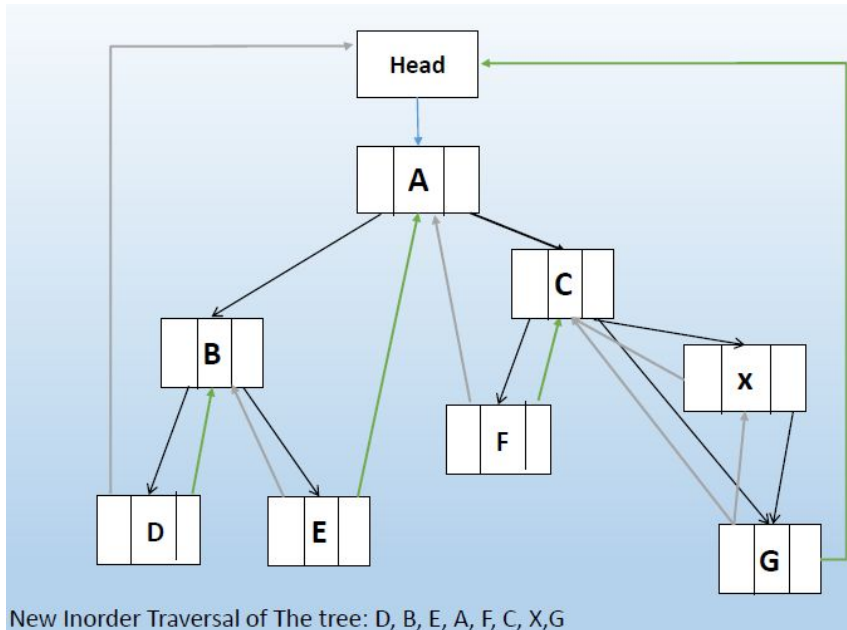 Head
A
C
B
x
F
D
E
G
New Inorder Traversal of The tree: D, B, E, A, F, C, X,G